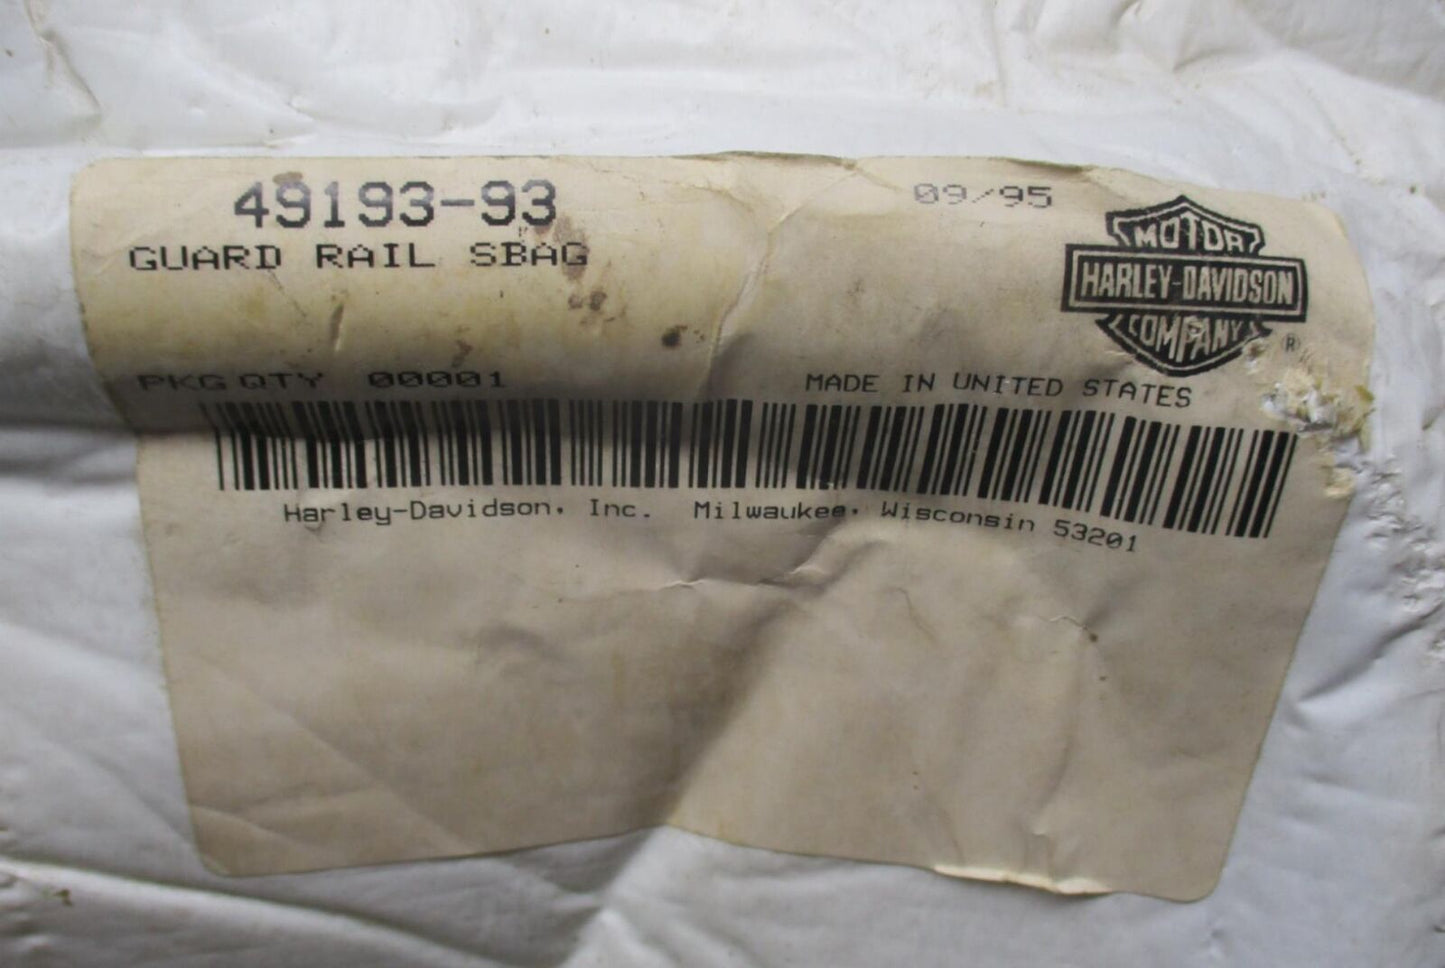 49193-93
09/95
GUARD RAIL SBAG
MOTOR
HARLEY-DAVIDSON
COMPANY
®
PKG QTY 00001
MADE IN UNITED STATES
Harley-Davidson, Inc. Milwaukee, Wisconsin 53201